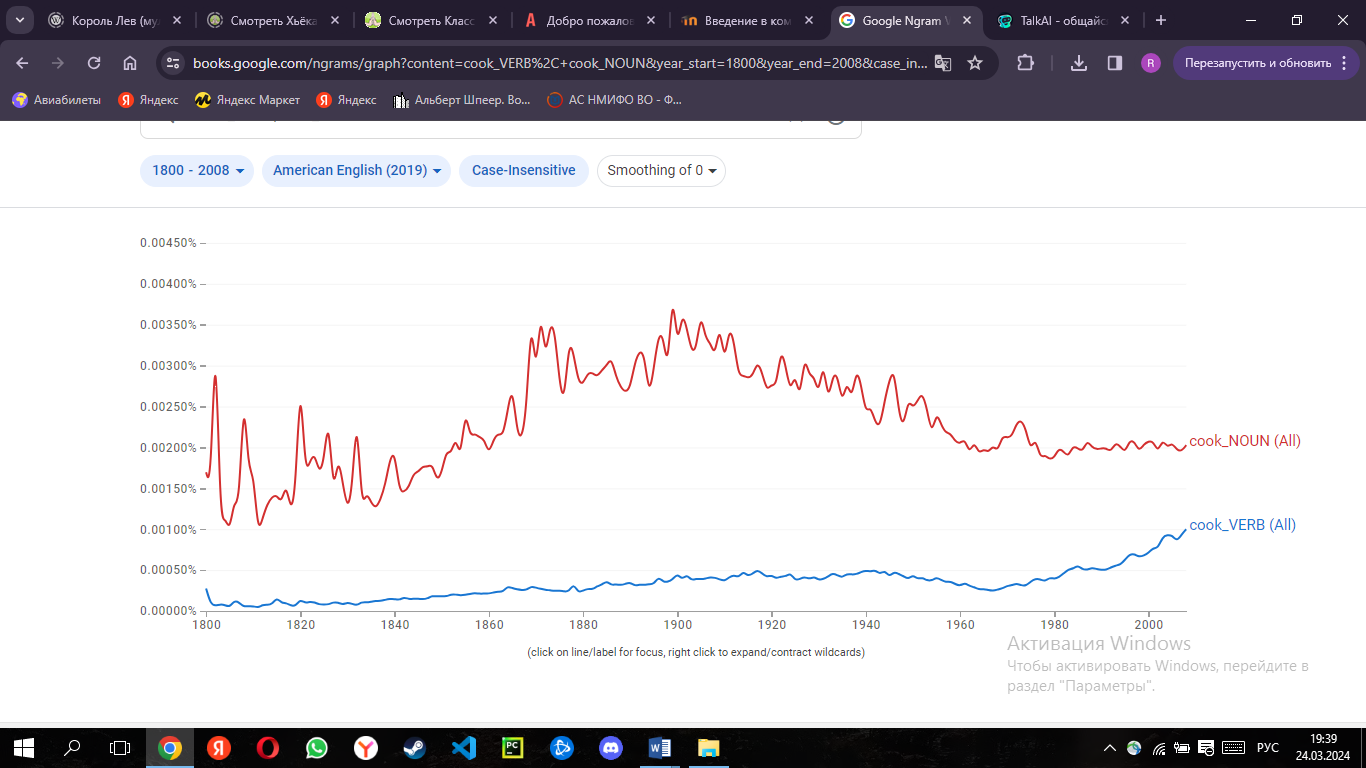 Король Лев (му
Смотреть Хьёка
Смотреть Класс
Добро пожалов
Введение в ком
Google Ngram V
TalkAI - общайс
books.google.com/ngrams/graph?content=cook_VERB%2C+cook_NOUN&year_start=1800&year_end=2008&case_in...
R
Перезапустить и обновить
Авиабилеты
Яндекс
Яндекс Маркет
Яндекс
Альберт Шпеер. Во...
АС НМИФО ВО - Ф...
1800 - 2008
American English (2019)
Case-Insensitive
Smoothing of 0
0.00450%
0.00400%
0.00350%
0.00300%
0.00250%
0.00200%
cook_NOUN (All)
0.00150%
0.00100%
cook_VERB (All)
0.00050%
0.00000%
1800 1820 1840 1860 1880 1900 1920 1940 1960 1980 2000
(click on line/label for focus, right click to expand/contract wildcards)
Активация Windows
Чтобы активировать Windows, перейдите в
раздел "Параметры".
РУС
19:39
24.03.2024